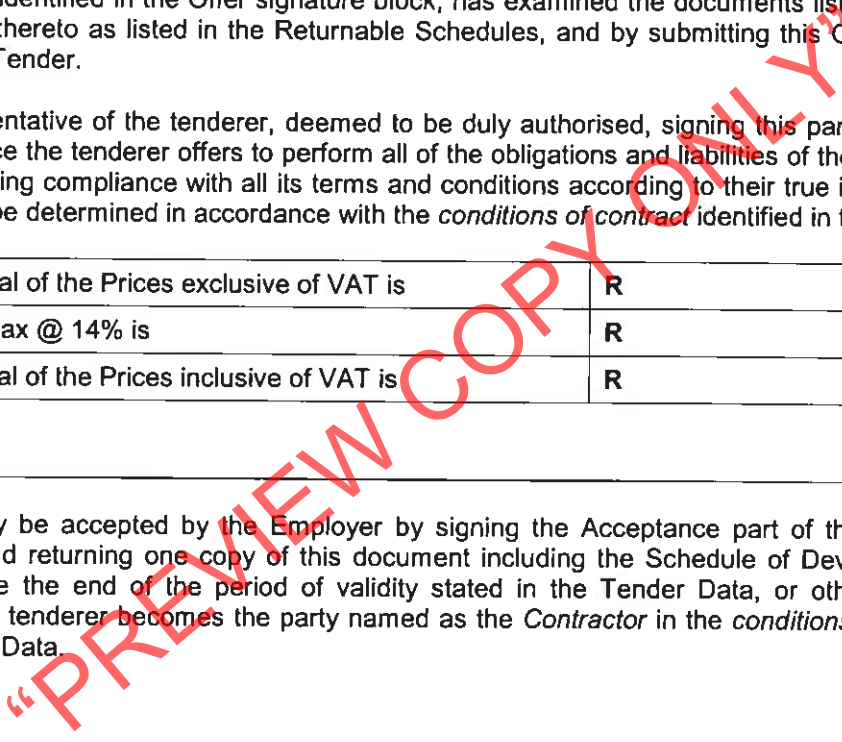 identified in the Offer signature block, has examined the documents
thereto as listed in the Returnable Schedules, and by submitting this
Tender.
entative of the tenderer, deemed to be duly authorised, signing this
the tenderer offers to perform all of the obligations and liabilities of
ing compliance with all its terms and conditions according to their true
be determined in accordance with the conditions of contract identified in
al of the Prices exclusive of VAT is R
ax @ 14% is R
al of the Prices inclusive of VAT is R
be accepted by the Employer by signing the Acceptance part of
d returning one copy of this document including the Schedule of
the end of the period of validity stated in the Tender Data, or
tenderer becomes the party named as the Contractor in the conditions
Data.
“PREVIEW COPY ONLY”